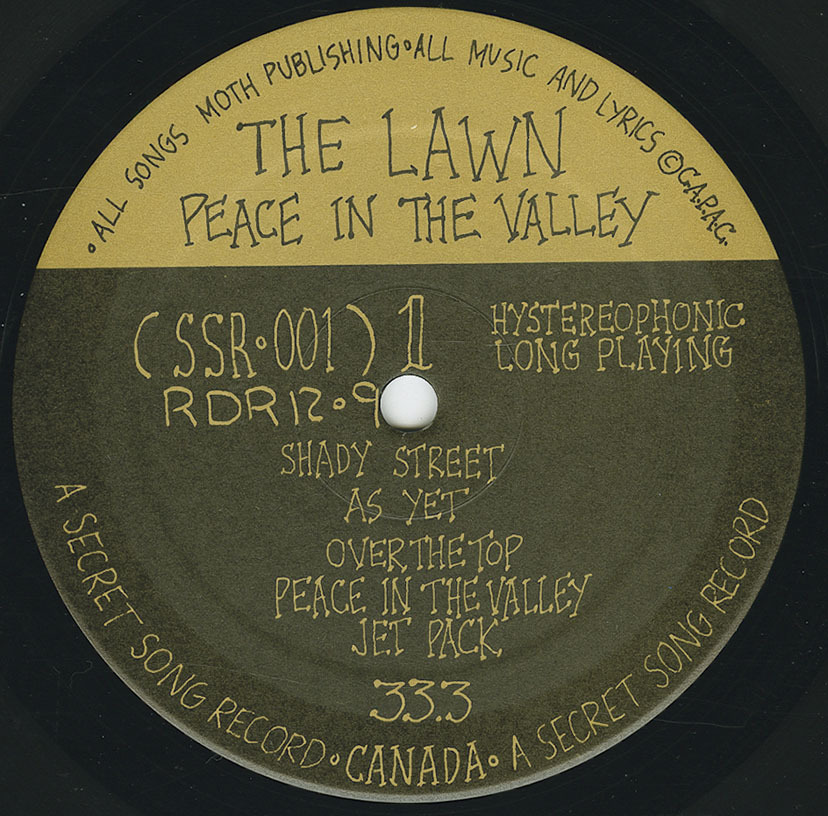 • ALL SONGS MOTH PUBLISHING • ALL MUSIC AND LYRICS © C.A.P.A.C.
THE LAWN
PEACE IN THE VALLEY
(SSR•001) 1
HYSTEREOPHONIC
LONG PLAYING
RDR12•9
SHADY STREET
AS YET
OVER THE TOP
PEACE IN THE VALLEY
JET PACK
33.3
A SECRET SONG RECORD • CANADA • A SECRET SONG RECORD